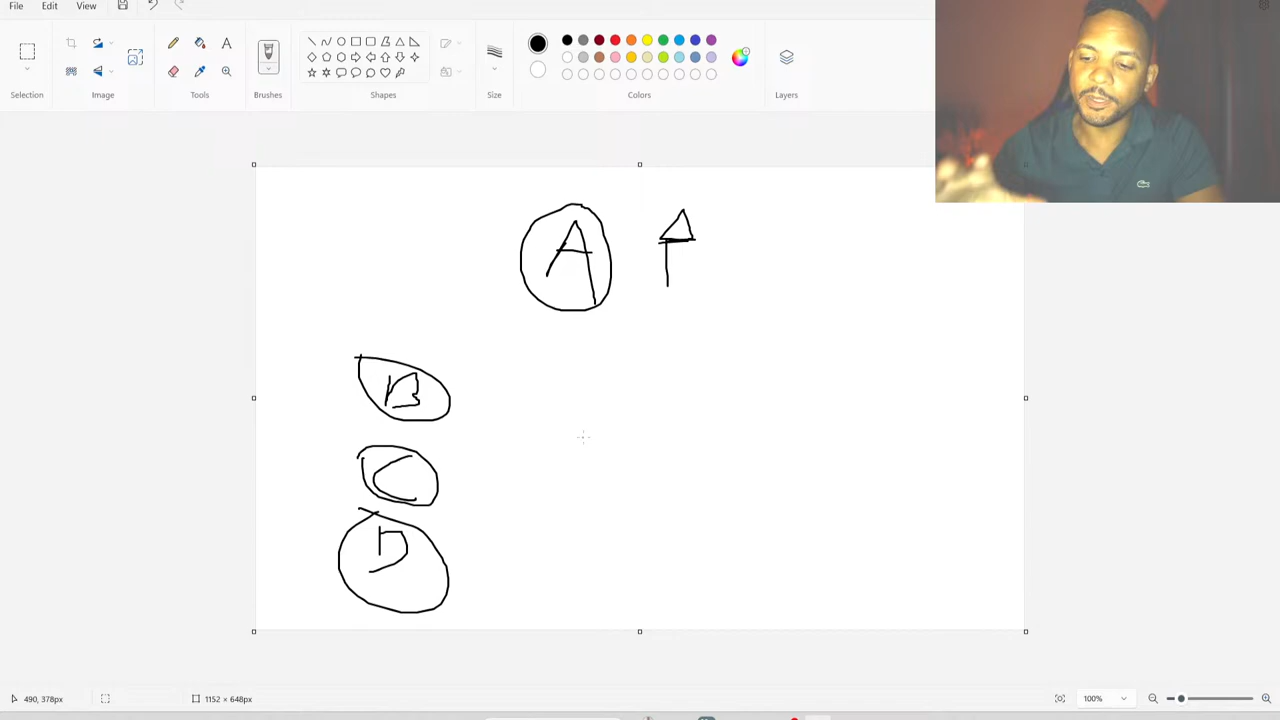 File Edit View
Selection Image Tools Brushes Shapes Size Colors Layers
A
B
C
D
490, 378px 1152 × 648px 100%